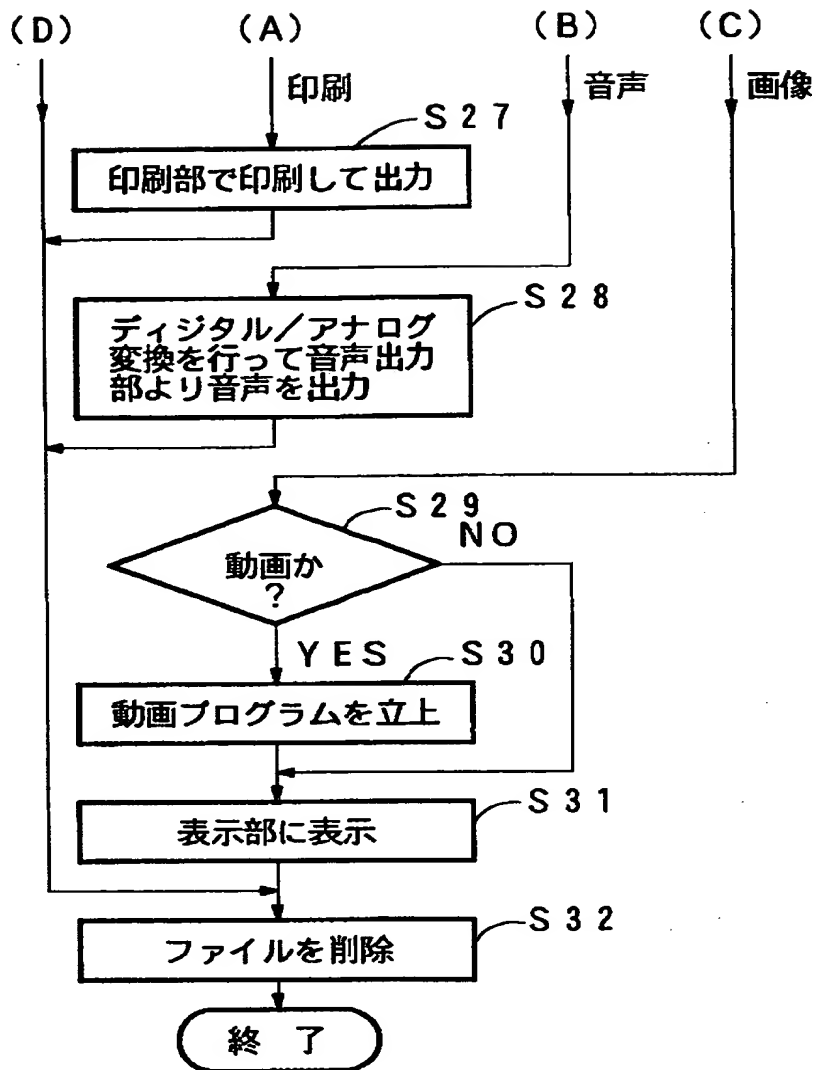 (D) (A) (B) (C)
印刷 音声 画像
S27
印刷部で印刷して出力
S28
ディジタル/アナログ
変換を行って音声出力
部より音声を出力
S29
NO
動画か
?
YES S30
動画プログラムを立上
S31
表示部に表示
S32
ファイルを削除
終 了